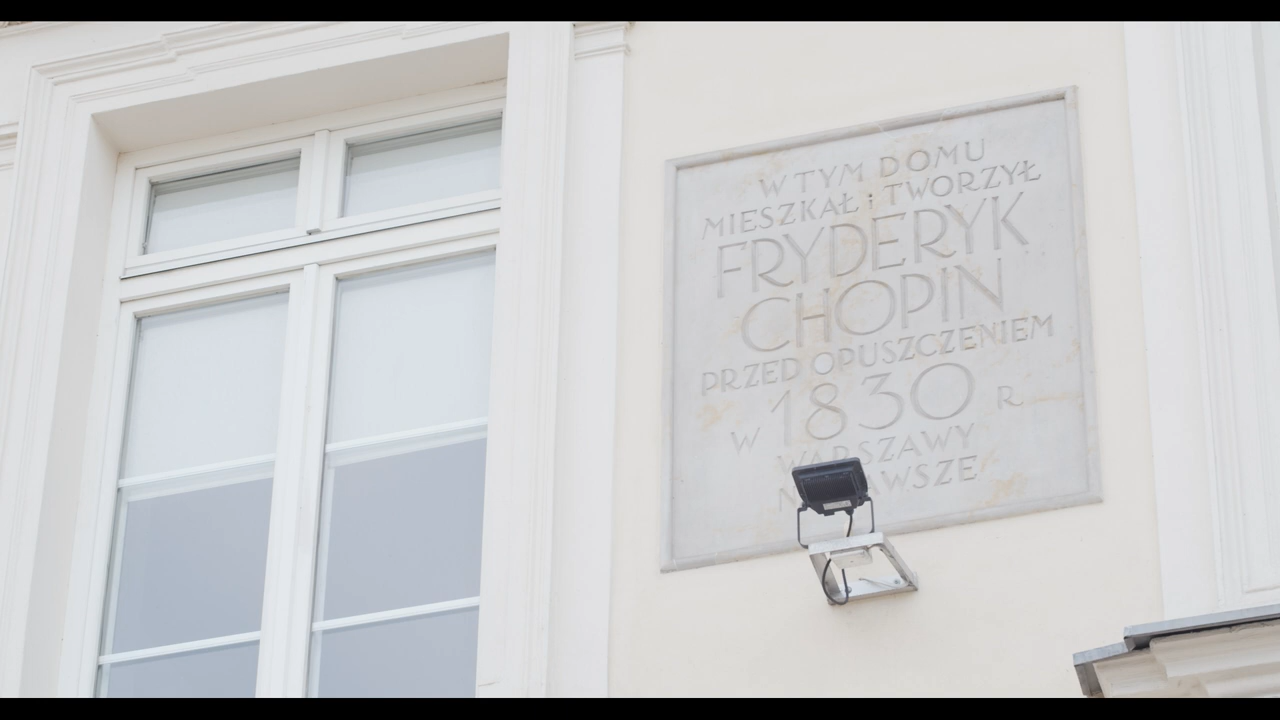 W TYM DOMU
MIESZKAŁ i TWORZYŁ
FRYDERYK
CHOPIN
PRZED OPUSZCZENIEM
W 1830 R
WARSZAWY